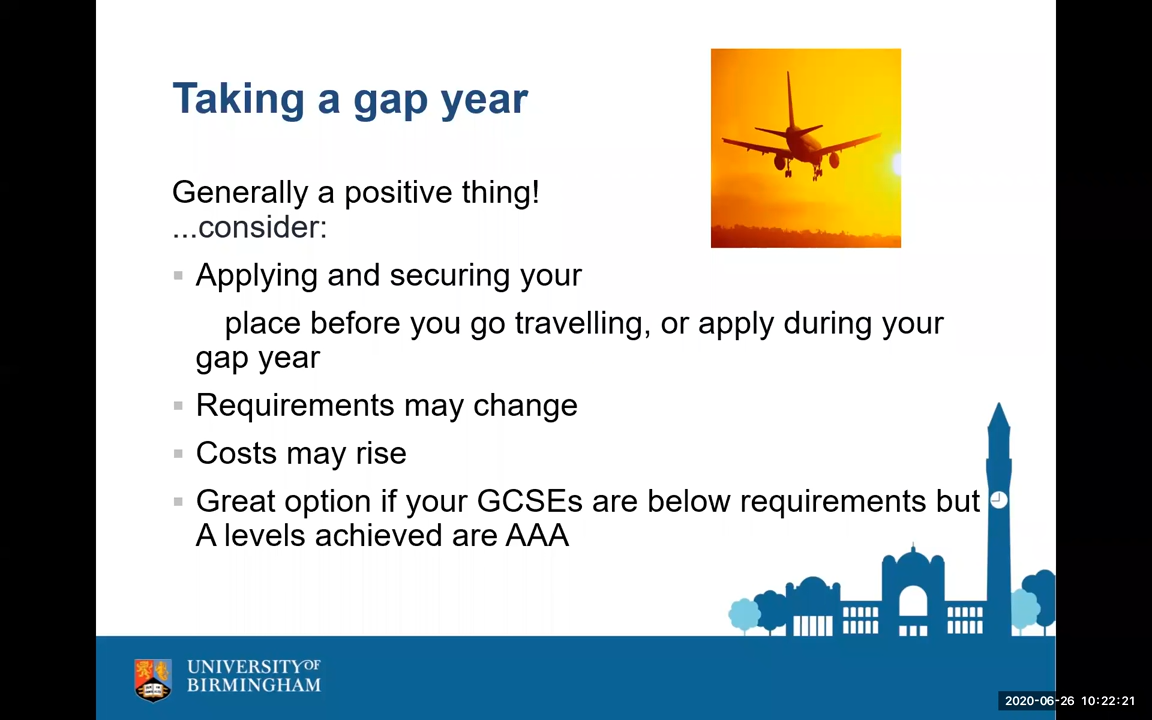 Taking a gap year
Generally a positive thing!
...consider:
▪ Applying and securing your
place before you go travelling, or apply during your
gap year
▪ Requirements may change
▪ Costs may rise
▪ Great option if your GCSEs are below requirements but
A levels achieved are AAA
UNIVERSITYOF
BIRMINGHAM
2020-06-26 10:22:21